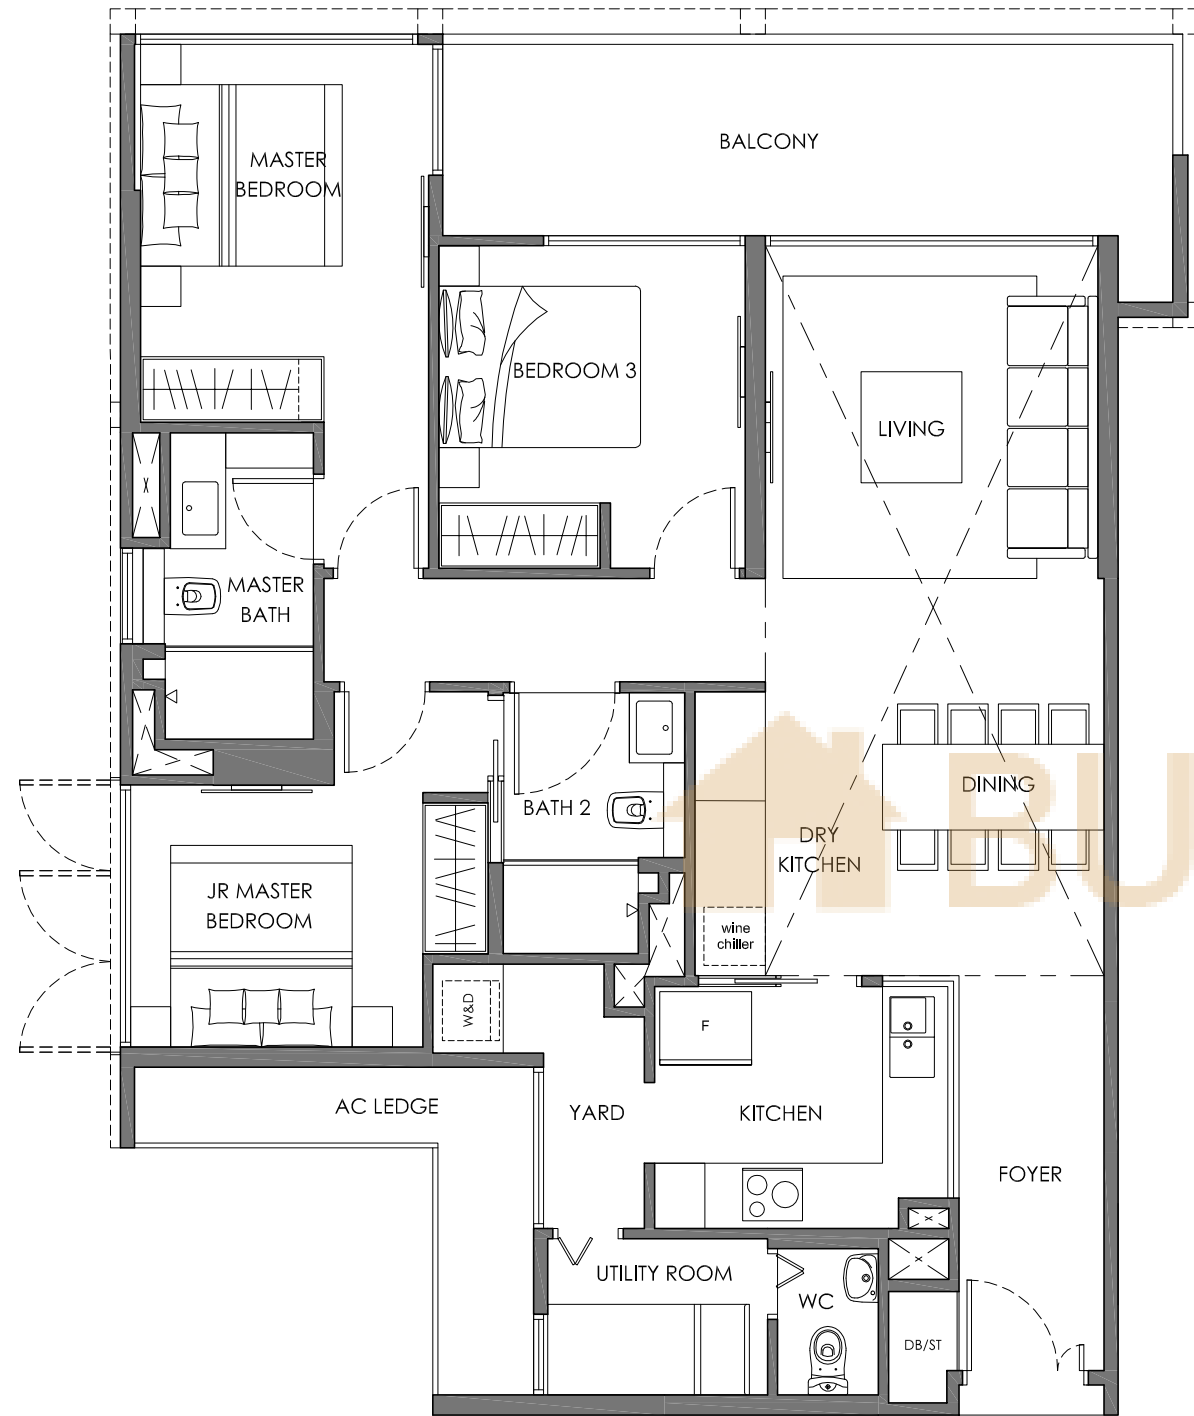 BALCONY
MASTER
BEDROOM
BEDROOM 3
LIVING
MASTER
BATH
DINING
BATH 2
DRY
KITCHEN
JR MASTER
BEDROOM
wine
chiller
W&D
F
AC LEDGE
YARD
KITCHEN
FOYER
UTILITY ROOM
WC
DB/ST
BU